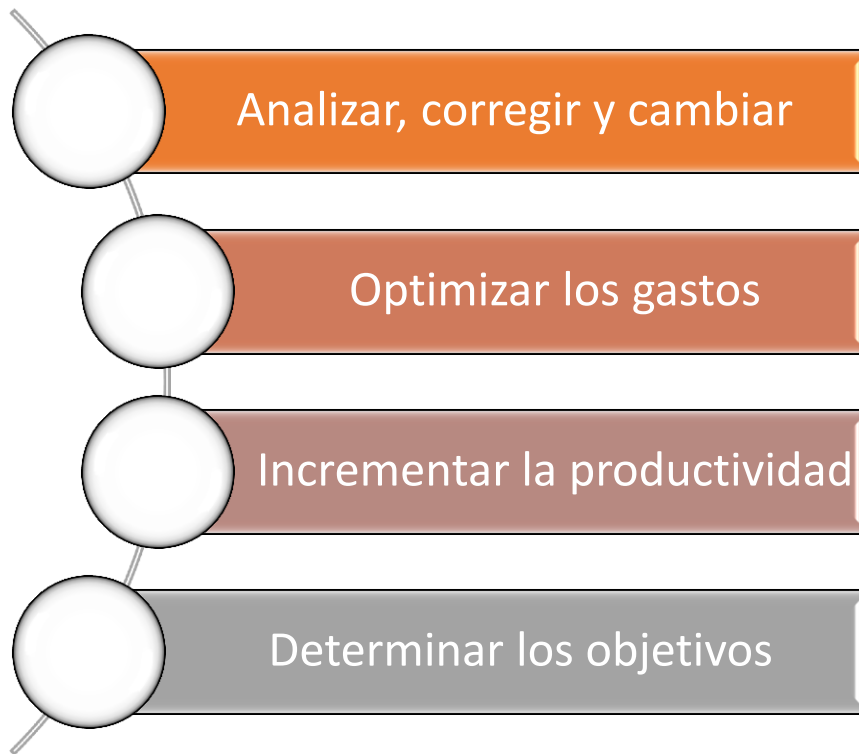 Analizar, corregir y cambiar
Optimizar los gastos
Incrementar la productividad
Determinar los objetivos